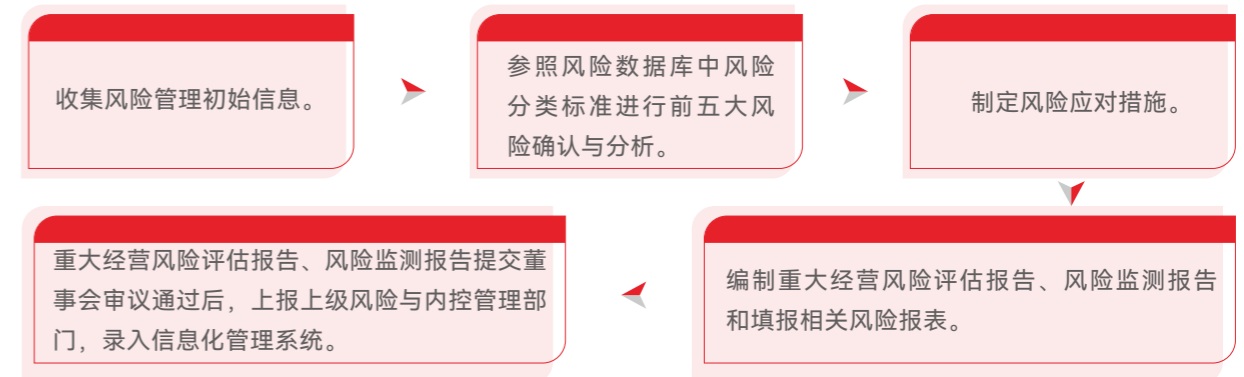 收集风险管理初始信息。
参照风险数据库中风险
分类标准进行前五大风
险确认与分析。
制定风险应对措施。
编制重大经营风险评估报告、风险监测报告
和填报相关风险报表。
重大经营风险评估报告、风险监测报告提交董
事会审议通过后，上报上级风险与内控管理部
门，录入信息化管理系统。